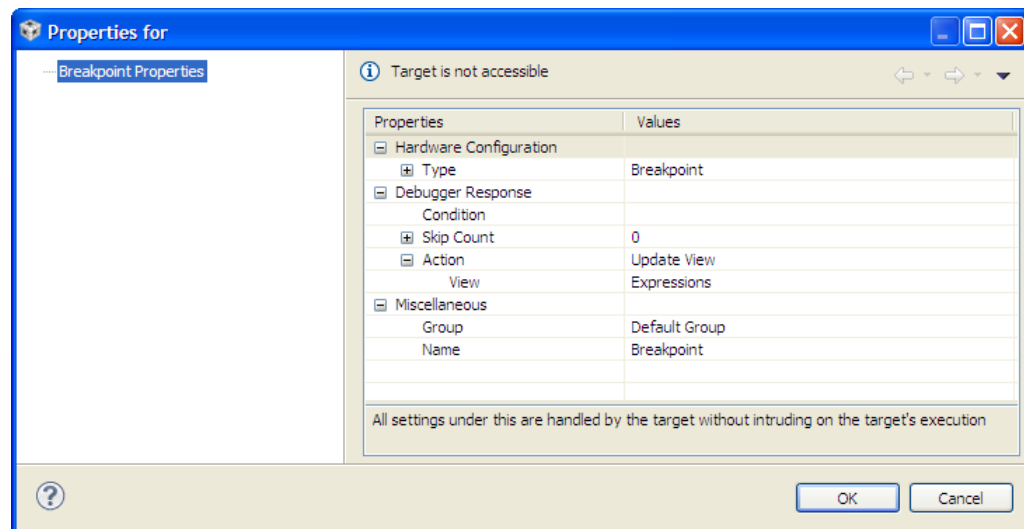 Properties for
Breakpoint Properties
Target is not accessible
Properties Values
Hardware Configuration
Type Breakpoint
Debugger Response
Condition
Skip Count 0
Action Update View
View Expressions
Miscellaneous
Group Default Group
Name Breakpoint
All settings under this are handled by the target without intruding on the target's execution
OK Cancel